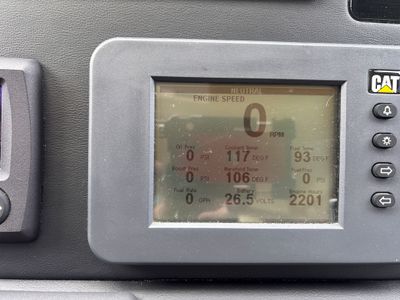 NEUTRAL
ENGINE SPEED
0 RPM
CAT
Oil Pres Coolant Temp Fuel Temp
0 PSI 117 DEG F 93 DEG F
Boost Pres Manifold Temp Fuel Pres
0 PSI 106 DEG F 0 PSI
Fuel Rate Battery Engine Hours
0 GPH 26.5 VOLTS 2201